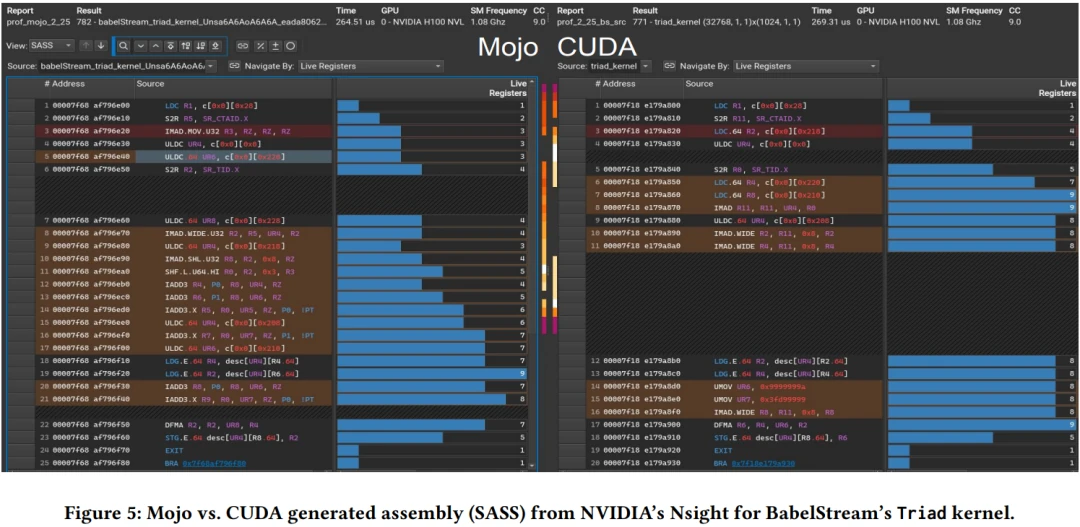 Report Result Time GPU SM Frequency CC
prof_mojo_2_25 782 - babelStream_triad_kernel_Unsa6A6AoA6A6A_eada8062... 264.51 us 0 - NVIDIA H100 NVL 1.08 Ghz 9.0
View: SASS
Source: babelStream_triad_kernel_Unsa6A6AoA6A Navigate By: Live Registers
Mojo
# Address Source Live Registers
1 00007f68 af796e00 LDC R1, c[0x0][0x28] 1
2 00007f68 af796e10 S2R R5, SR_CTAID.X 2
3 00007f68 af796e20 IMAD.MOV.U32 R3, RZ, RZ, RZ 3
4 00007f68 af796e30 ULDC UR4, c[0x0][0x0] 3
5 00007f68 af796e40 ULDC.64 3
6 00007f68 af796e50 S2R R2, SR_TID.X 4
7 00007f68 af796e60 ULDC.64 UR8, c[0x0][0x228] 4
8 00007f68 af796e70 IMAD.WIDE.U32 R2, R5, UR4, R2 4
9 00007f68 af796e80 ULDC.64 UR4, c[0x0][0x218] 3
10 00007f68 af796e90 IMAD.SHL.U32 R8, R2, 0x8, RZ 4
11 00007f68 af796ea0 SHF.L.U64.HI R0, R2, 0x3, R3 5
12 00007f68 af796eb0 IADD3 R4, P0, R8, UR4, RZ 4
13 00007f68 af796ec0 IADD3 R6, P1, R8, UR6, RZ 5
14 00007f68 af796ed0 IADD3.X R5, R0, UR5, RZ, P0, !PT 6
15 00007f68 af796ee0 ULDC.64 UR4, c[0x0][0x208] 6
16 00007f68 af796ef0 IADD3.X R7, R0, UR7, RZ, P1, !PT 7
17 00007f68 af796f00 ULDC.64 UR6, c[0x0][0x210] 7
18 00007f68 af796f10 LDG.E.64 R4, desc[UR4][R4.64] 7
19 00007f68 af796f20 LDG.E.64 R2, desc[UR4][R6.64] 9
20 00007f68 af796f30 IADD3 R8, P0, R8, UR6, RZ 7
21 00007f68 af796f40 IADD3.X R9, R0, UR7, RZ, P0, !PT 8
22 00007f68 af796f50 DFMA R2, R2, UR8, R4 7
23 00007f68 af796f60 STG.E.64 desc[UR4][R8.64], R2 5
24 00007f68 af796f70 EXIT 1
25 00007f68 af796f80 BRA 0x7f68af796f80 1
Report Result Time GPU SM Frequency CC
prof_2_25_bs_src 771 - triad_kernel (32768, 1, 1)x(1024, 1, 1) 269.31 us 0 - NVIDIA H100 NVL 1.08 Ghz 9.0
CUDA
Source: triad_kernel Navigate By: Live Registers
# Address Source Live Registers
1 00007f18 e179a800 LDC R1, c[0x0][0x28] 1
2 00007f18 e179a810 S2R R11, SR_CTAID.X 2
3 00007f18 e179a820 LDC.64 R2, c[0x0][0x218] 4
4 00007f18 e179a830 ULDC UR4, c[0x0][0x0] 4
5 00007f18 e179a840 S2R R0, SR_TID.X 5
6 00007f18 e179a850 LDC.64 R4, c[0x0][0x220] 7
7 00007f18 e179a860 LDC.64 R8, c[0x0][0x210] 9
8 00007f18 e179a870 IMAD R11, R11, UR4, R0 9
9 00007f18 e179a880 ULDC.64 UR4, c[0x0][0x208] 8
10 00007f18 e179a890 IMAD.WIDE R2, R11, 0x8, R2 8
11 00007f18 e179a8a0 IMAD.WIDE R4, R11, 0x8, R4 8
12 00007f18 e179a8b0 LDG.E.64 R2, desc[UR4][R2.64] 8
13 00007f18 e179a8c0 LDG.E.64 R4, desc[UR4][R4.64] 8
14 00007f18 e179a8d0 UMOV UR6, 0x9999999a 8
15 00007f18 e179a8e0 UMOV UR7, 0x3fd99999 8
16 00007f18 e179a8f0 IMAD.WIDE R8, R11, 0x8, R8 8
17 00007f18 e179a900 DFMA R6, R4, UR6, R2 9
18 00007f18 e179a910 STG.E.64 desc[UR4][R8.64], R6 5
19 00007f18 e179a920 EXIT 1
20 00007f18 e179a930 BRA 0x7f18e179a930 1
Figure 5: Mojo vs. CUDA generated assembly (SASS) from NVIDIA's Nsight for BabelStream's Triad kernel.